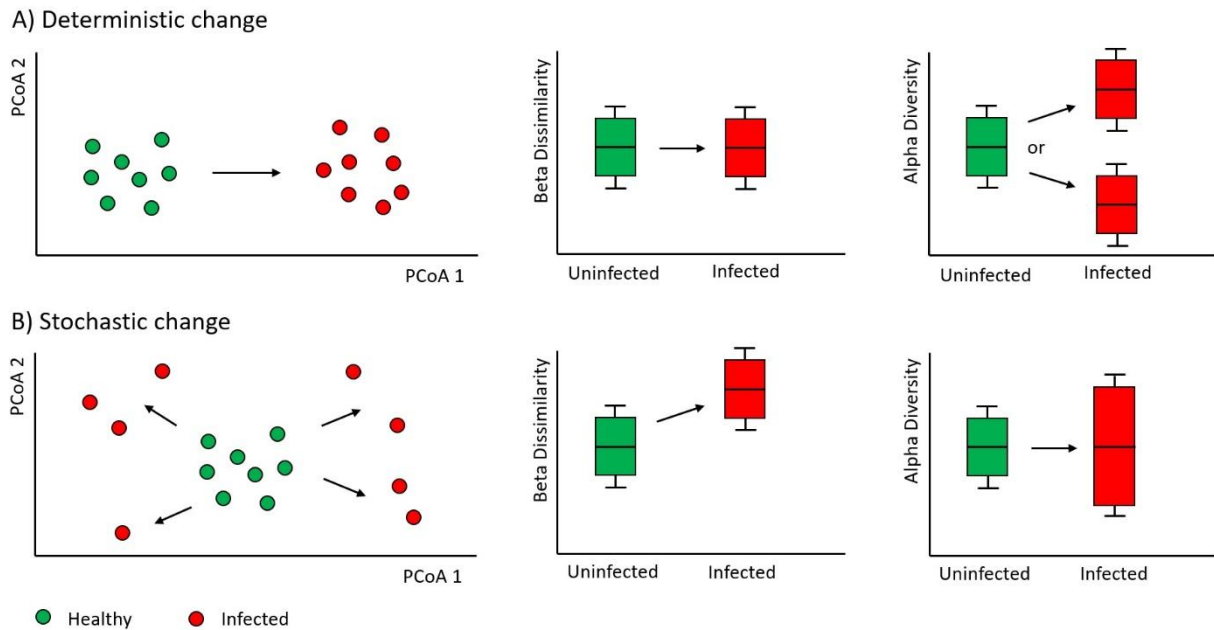 A) Deterministic change
PCoA 2
PCoA 1
Beta Dissimilarity
Uninfected
Infected
Alpha Diversity
or
Uninfected
Infected
B) Stochastic change
PCoA 2
PCoA 1
Beta Dissimilarity
Uninfected
Infected
Alpha Diversity
Uninfected
Infected
Healthy
Infected